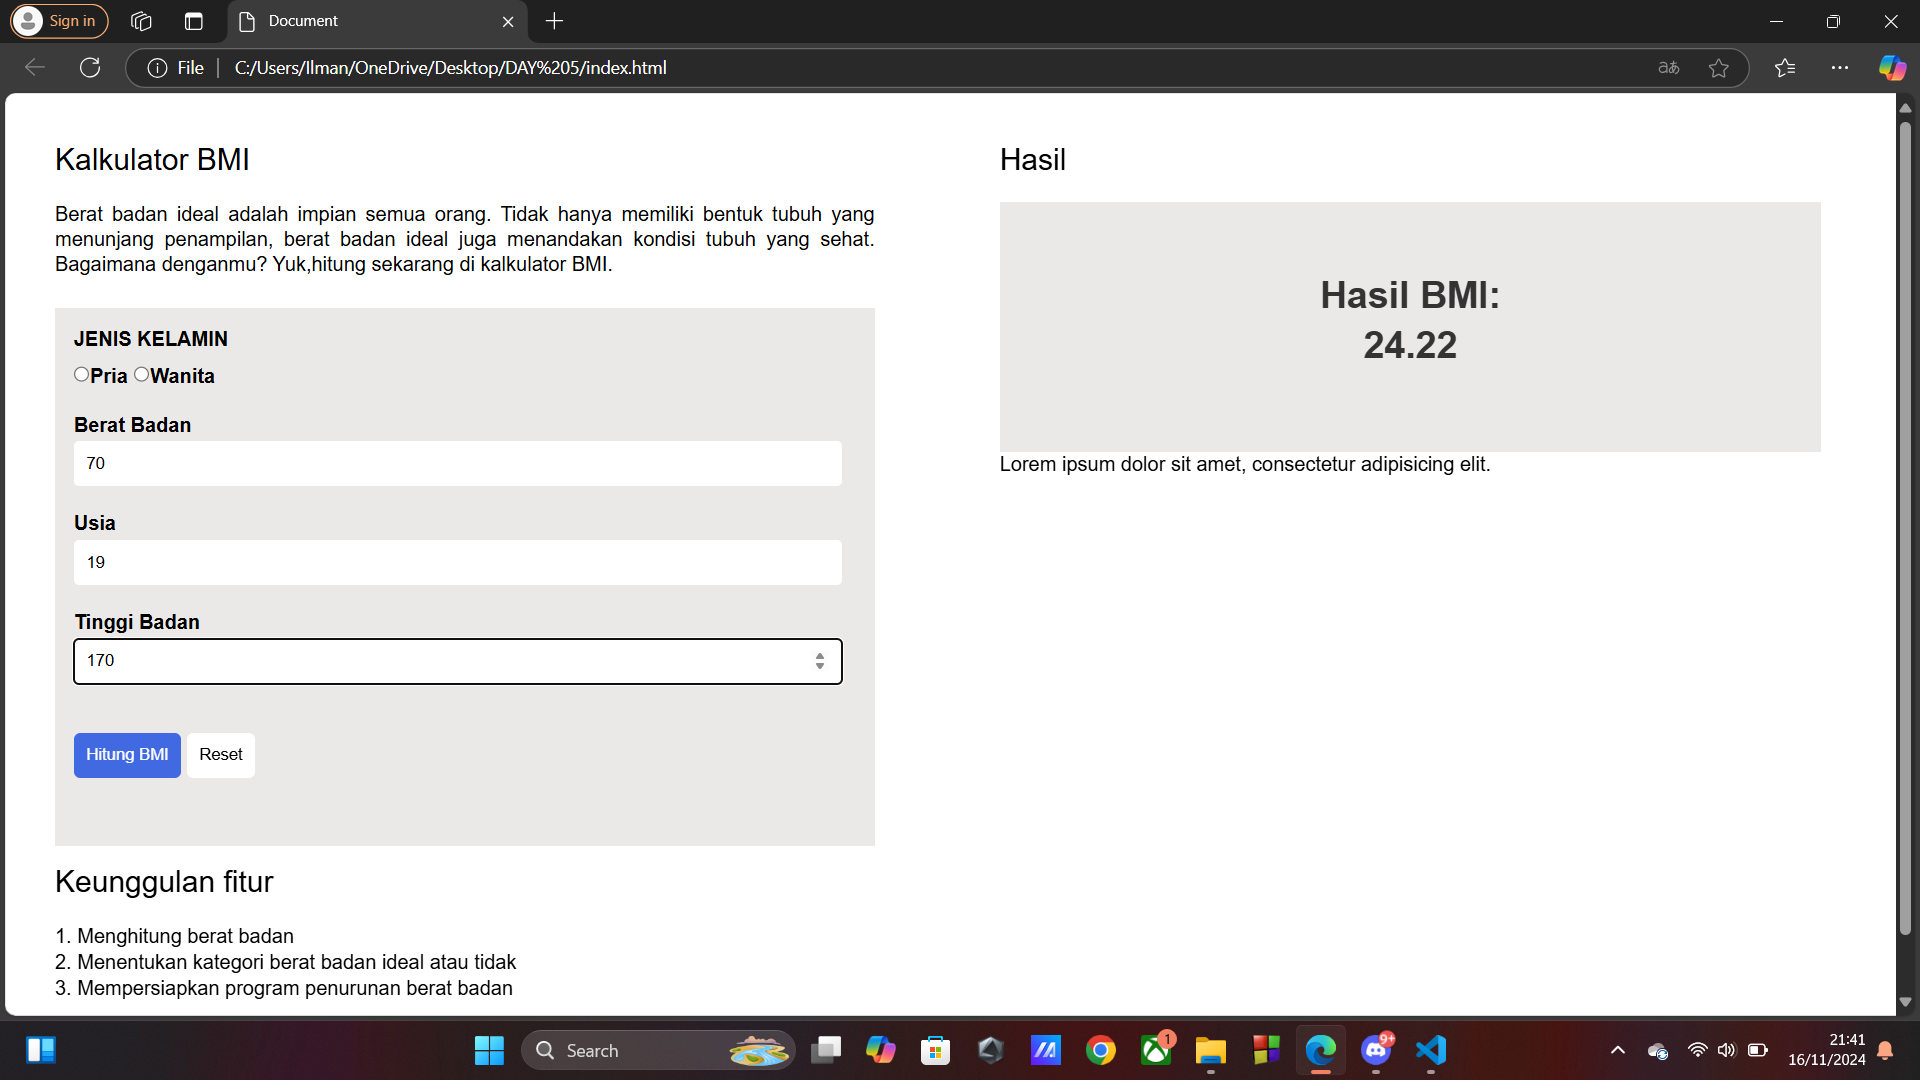 Sign in
Document
File
C:/Users/Ilman/OneDrive/Desktop/DAY%205/index.html
aあ
Kalkulator BMI
Berat badan ideal adalah impian semua orang. Tidak hanya memiliki bentuk tubuh yang
menunjang penampilan, berat badan ideal juga menandakan kondisi tubuh yang sehat.
Bagaimana denganmu? Yuk,hitung sekarang di kalkulator BMI.
JENIS KELAMIN
Pria Wanita
Berat Badan
70
Usia
19
Tinggi Badan
170
Hitung BMI Reset
Keunggulan fitur
1. Menghitung berat badan
2. Menentukan kategori berat badan ideal atau tidak
3. Mempersiapkan program penurunan berat badan
Hasil
Hasil BMI:
24.22
Lorem ipsum dolor sit amet, consectetur adipisicing elit.
Search
1
9+
21:41
16/11/2024